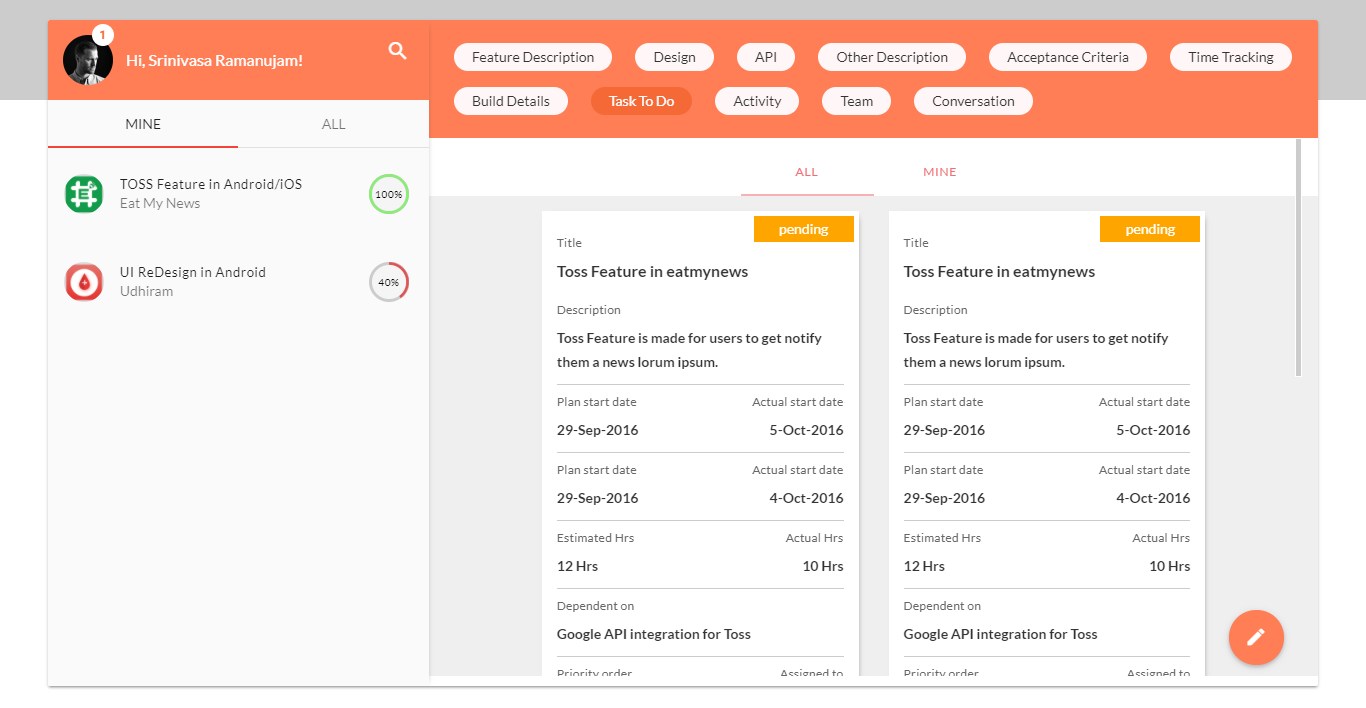 1
Hi, Srinivasa Ramanujam!
MINE ALL
TOSS Feature in Android/iOS
Eat My News
100%
UI ReDesign in Android
Udhiram
40%
Feature Description Design API Other Description Acceptance Criteria Time Tracking
Build Details Task To Do Activity Team Conversation
ALL MINE
pending
Title
Toss Feature in eatmynews
Description
Toss Feature is made for users to get notify
them a news lorum ipsum.
Plan start date Actual start date
29-Sep-2016 5-Oct-2016
Plan start date Actual start date
29-Sep-2016 4-Oct-2016
Estimated Hrs Actual Hrs
12 Hrs 10 Hrs
Dependent on
Google API integration for Toss
Priority order Assigned to
pending
Title
Toss Feature in eatmynews
Description
Toss Feature is made for users to get notify
them a news lorum ipsum.
Plan start date Actual start date
29-Sep-2016 5-Oct-2016
Plan start date Actual start date
29-Sep-2016 4-Oct-2016
Estimated Hrs Actual Hrs
12 Hrs 10 Hrs
Dependent on
Google API integration for Toss
Priority order Assigned to